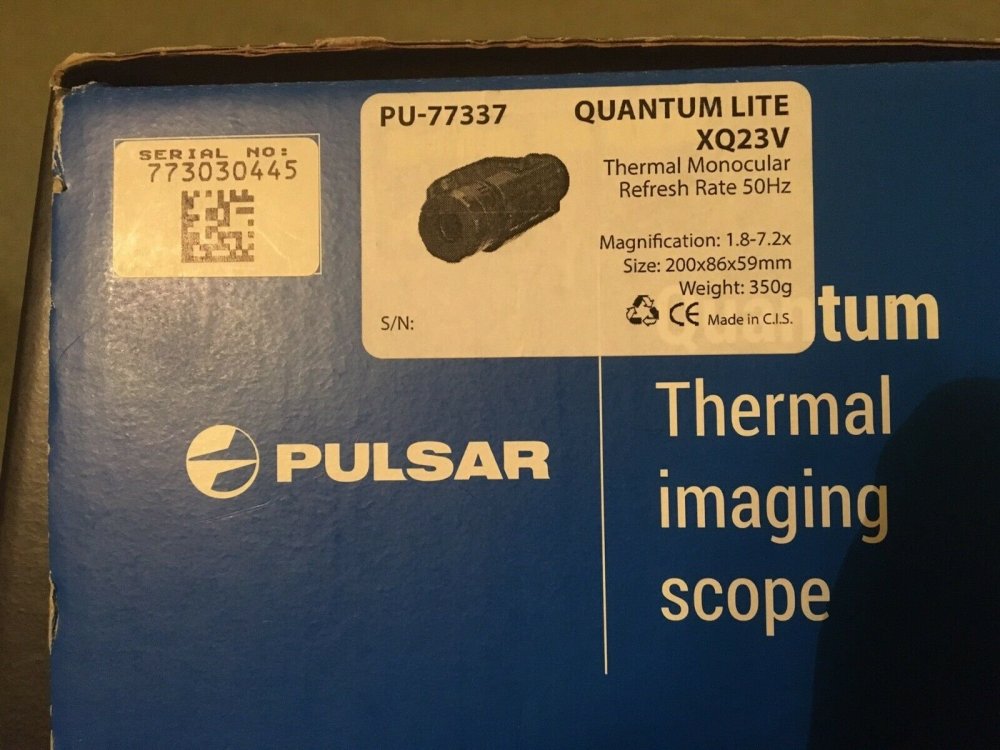 SERIAL NO:
773030445
PU-77337
QUANTUM LITE
XQ23V
Thermal Monocular
Refresh Rate 50Hz
Magnification: 1.8-7.2x
Size: 200x86x59mm
Weight: 350g
CE Made in C.I.S.
S/N:
PULSAR
Quantum
Thermal
imaging
scope